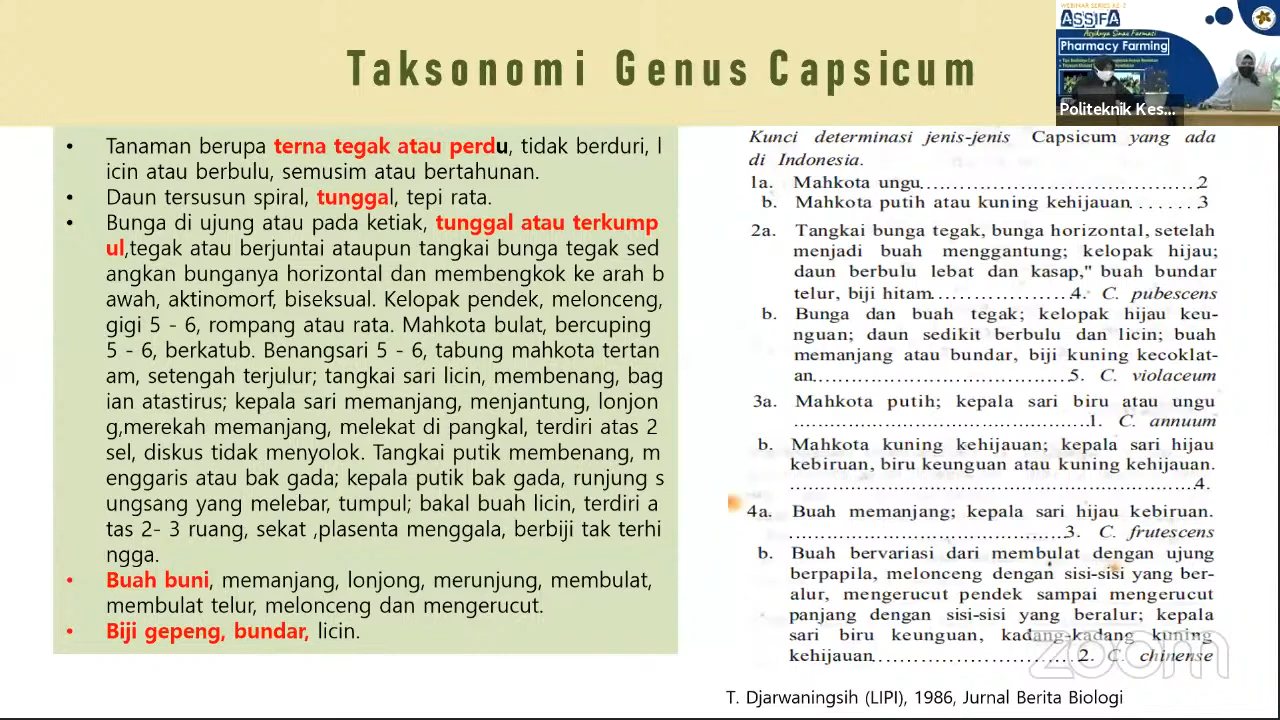 WEBINAR SERIES KE 2
ASSIFA
Asyiknya Sinau Farmasi
Pharmacy Farming
Politeknik Kes...
Taksonomi Genus Capsicum
• Tanaman berupa terna tegak atau perdu, tidak berduri, l
icin atau berbulu, semusim atau bertahunan.
• Daun tersusun spiral, tunggal, tepi rata.
• Bunga di ujung atau pada ketiak, tunggal atau terkump
ul,tegak atau berjuntai ataupun tangkai bunga tegak sed
angkan bunganya horizontal dan membengkok ke arah b
awah, aktinomorf, biseksual. Kelopak pendek, melonceng,
gigi 5 - 6, rompang atau rata. Mahkota bulat, bercuping
5 - 6, berkatub. Benangsari 5 - 6, tabung mahkota tertan
am, setengah terjulur; tangkai sari licin, membenang, bag
ian atastirus; kepala sari memanjang, menjantung, lonjon
g,merekah memanjang, melekat di pangkal, terdiri atas 2
sel, diskus tidak menyolok. Tangkai putik membenang, m
enggaris atau bak gada; kepala putik bak gada, runjung s
ungsang yang melebar, tumpul; bakal buah licin, terdiri a
tas 2- 3 ruang, sekat ,plasenta menggala, berbiji tak terhi
ngga.
• Buah buni, memanjang, lonjong, merunjung, membulat,
membulat telur, melonceng dan mengerucut.
• Biji gepeng, bundar, licin.
Kunci determinasi jenis-jenis Capsicum yang ada
di Indonesia.
1a. Mahkota ungu........................................2
b. Mahkota putih atau kuning kehijauan........3
2a. Tangkai bunga tegak, bunga horizontal, setelah
menjadi buah menggantung; kelopak hijau;
daun berbulu lebat dan kasap," buah bundar
telur, biji hitam....................4. C. pubescens
b. Bunga dan buah tegak; kelopak hijau keu-
nguan; daun sedikit berbulu dan licin; buah
memanjang atau bundar, biji kuning kecoklat-
an.....................................5. C. violaceum
3a. Mahkota putih; kepala sari biru atau ungu
...........................................1. C. annuum
b. Mahkota kuning kehijauan; kepala sari hijau
kebiruan, biru keunguan atau kuning kehijauan.
...........................................................4.
4a. Buah memanjang; kepala sari hijau kebiruan.
........................................3. C. frutescens
b. Buah bervariasi dari membulat dengan ujung
berpapila, melonceng dengan sisi-sisi yang ber-
alur, mengerucut pendek sampai mengerucut
panjang dengan sisi-sisi yang beralur; kepala
sari biru keunguan, kadang-kadang kuning
kehijauan..............................2. C. chinense
zoom
T. Djarwaningsih (LIPI), 1986, Jurnal Berita Biologi